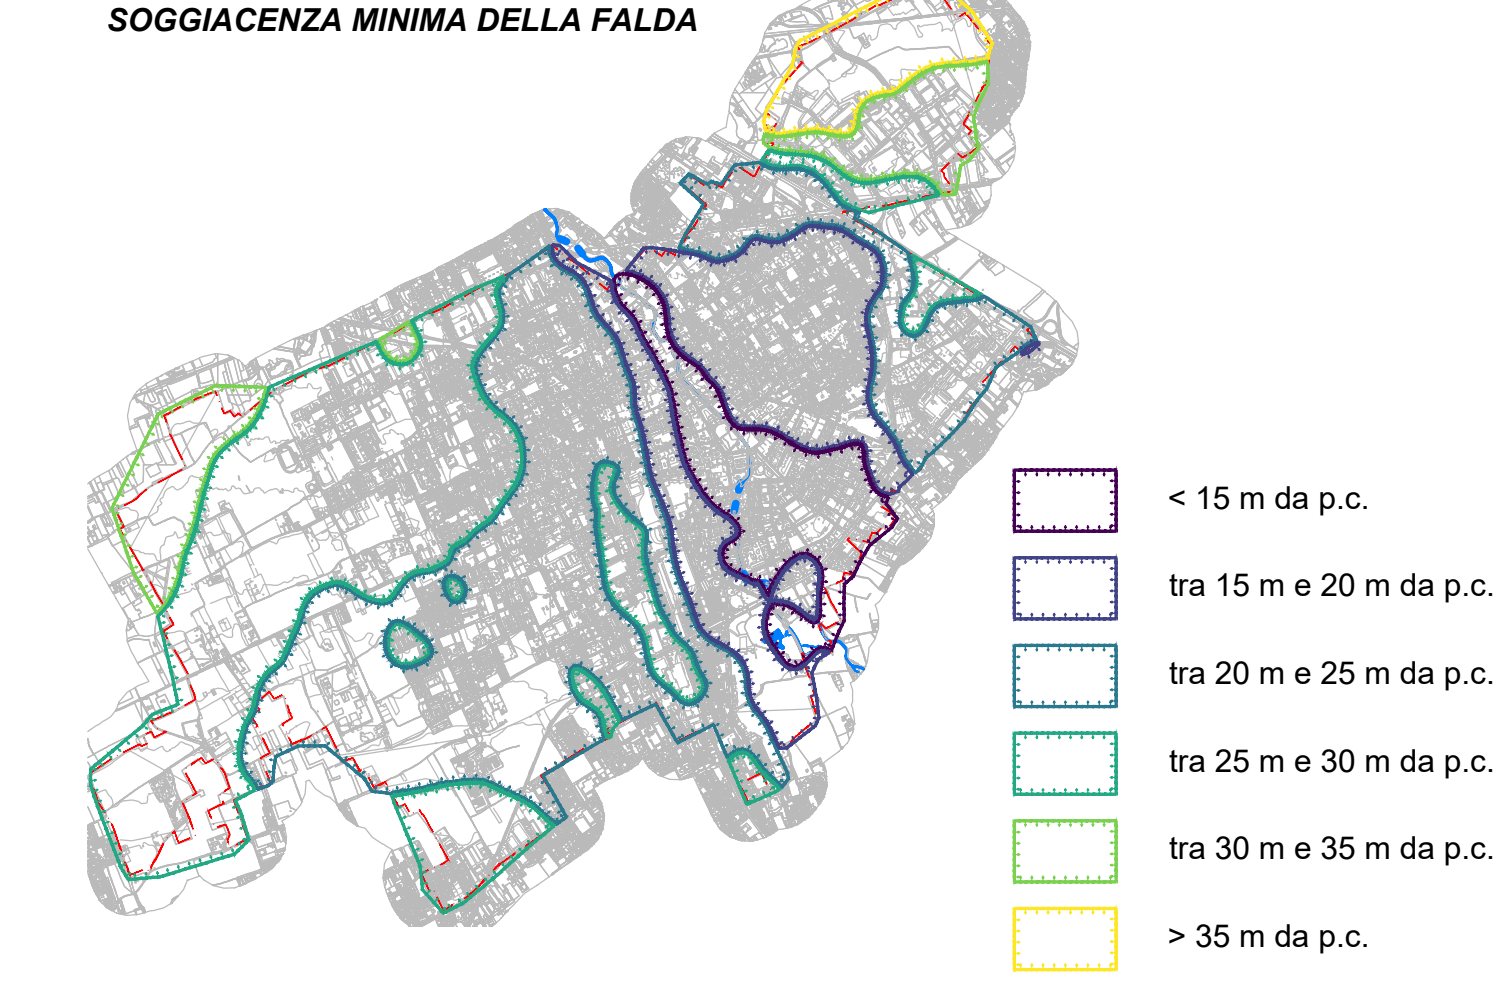 SOGGIACENZA MINIMA DELLA FALDA
< 15 m da p.c.
tra 15 m e 20 m da p.c.
tra 20 m e 25 m da p.c.
tra 25 m e 30 m da p.c.
tra 30 m e 35 m da p.c.
> 35 m da p.c.